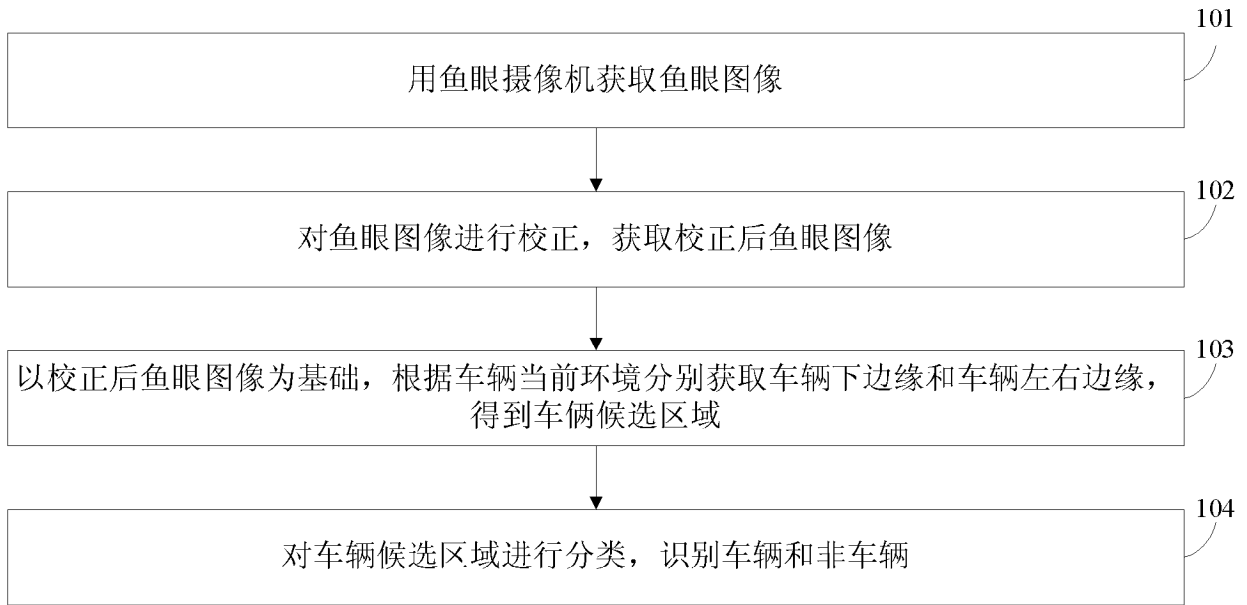 101
用鱼眼摄像机获取鱼眼图像
102
对鱼眼图像进行校正，获取校正后鱼眼图像
103
以校正后鱼眼图像为基础，根据车辆当前环境分别获取车辆下边缘和车辆左右边缘，
得到车俩候选区域
104
对车辆候选区域进行分类，识别车辆和非车辆